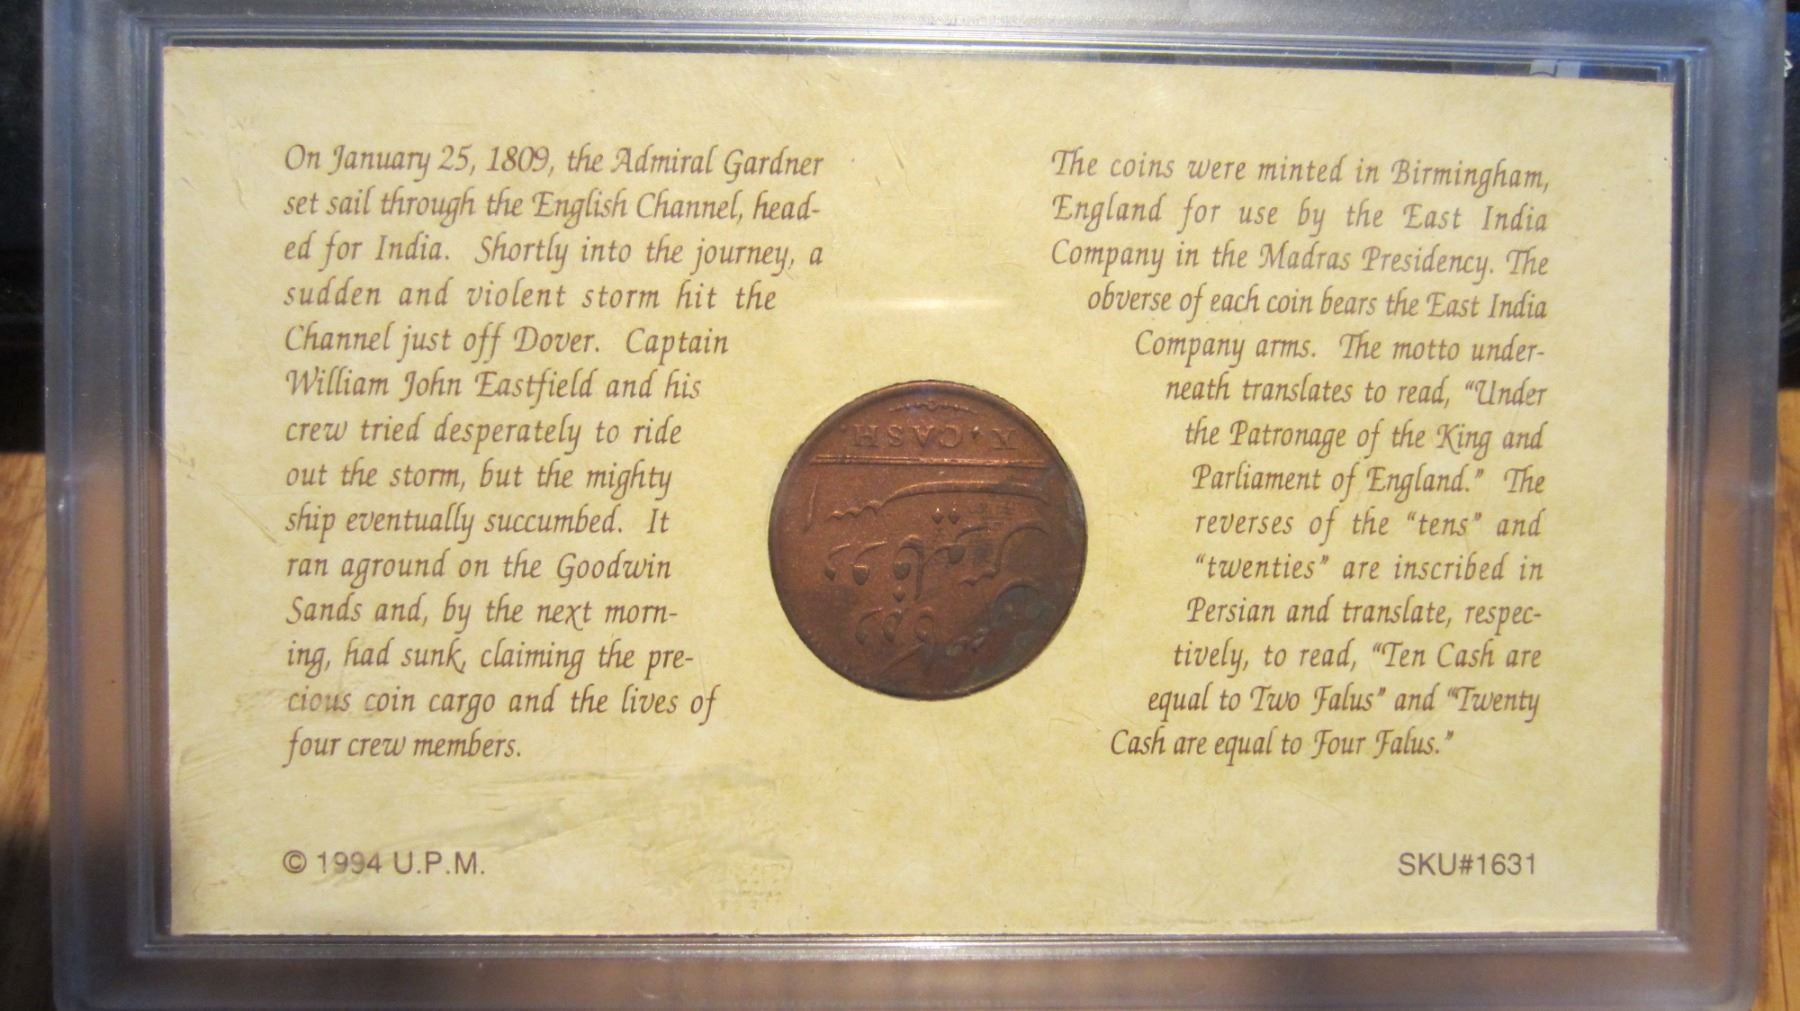 On January 25, 1809, the Admiral Gardner
set sail through the English Channel, head-
ed for India. Shortly into the journey, a
sudden and violent storm hit the
Channel just off Dover. Captain
William John Eastfield and his
crew tried desperately to ride
out the storm, but the mighty
ship eventually succumbed. It
ran aground on the Goodwin
Sands and, by the next morn-
ing, had sunk, claiming the pre-
cious coin cargo and the lives of
four crew members.
© 1994 U.P.M.
X · CASH ·
The coins were minted in Birmingham,
England for use by the East India
Company in the Madras Presidency. The
obverse of each coin bears the East India
Company arms. The motto under-
neath translates to read, “Under
the Patronage of the King and
Parliament of England.” The
reverses of the “tens” and
“twenties” are inscribed in
Persian and translate, respec-
tively, to read, “Ten Cash are
equal to Two Falus” and “Twenty
Cash are equal to Four Falus.”
SKU#1631